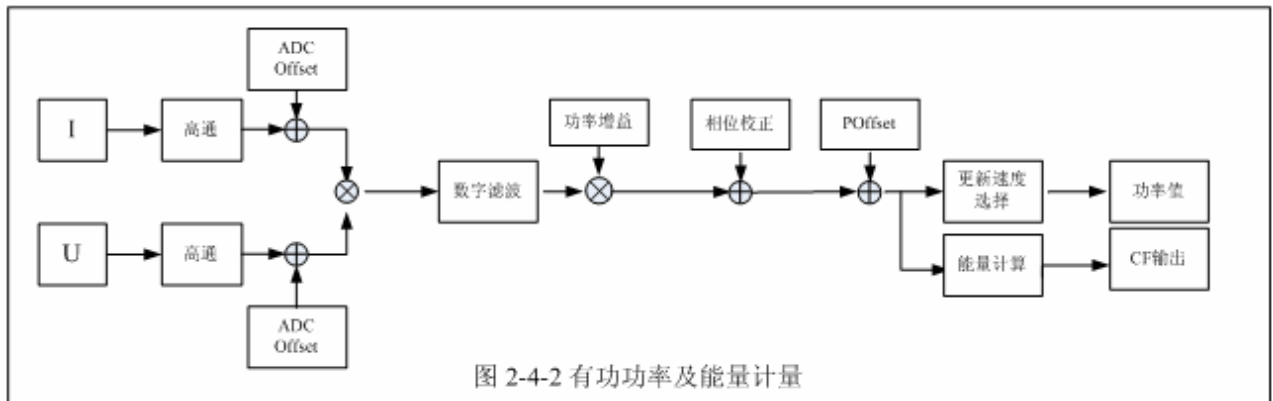 ADC
Offset
I
高通
功率增益
相位校正
POffset
数字滤波
更新速度
选择
功率值
U
高通
能量计算
CF输出
ADC
Offset
图 2-4-2 有功功率及能量计量